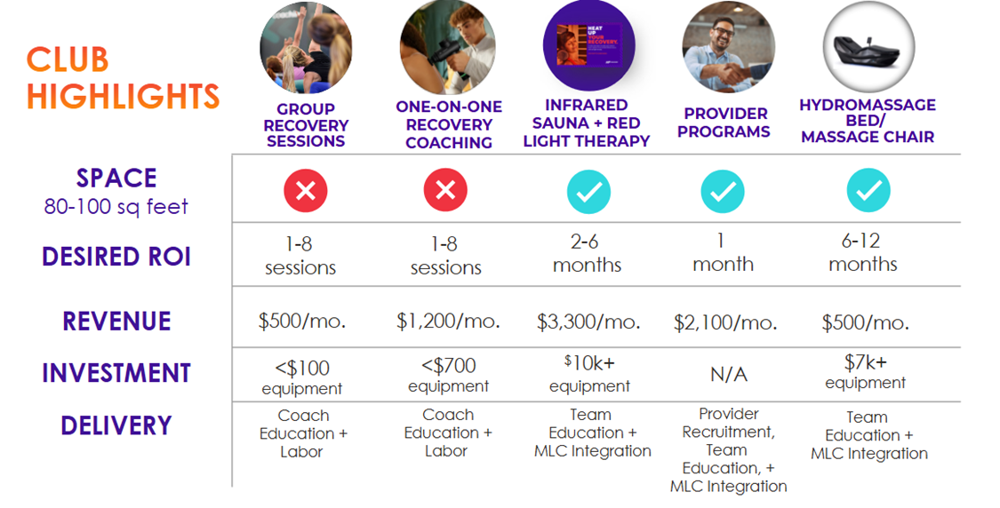 CLUB
HIGHLIGHTS
HEAT
UP
YOUR
RECOVERY.
GROUP
RECOVERY
SESSIONS
ONE-ON-ONE
RECOVERY
COACHING
INFRARED
SAUNA + RED
LIGHT THERAPY
PROVIDER
PROGRAMS
HYDROMASSAGE
BED/
MASSAGE CHAIR
SPACE
80-100 sq feet
DESIRED ROI
1-8
sessions
1-8
sessions
2-6
months
1
month
6-12
months
REVENUE
$500/mo.
$1,200/mo.
$3,300/mo.
$2,100/mo.
$500/mo.
INVESTMENT
<$100
equipment
<$700
equipment
$10k+
equipment
N/A
$7k+
equipment
DELIVERY
Coach
Education +
Labor
Coach
Education +
Labor
Team
Education +
MLC Integration
Provider
Recruitment,
Team
Education, +
MLC Integration
Team
Education +
MLC Integration